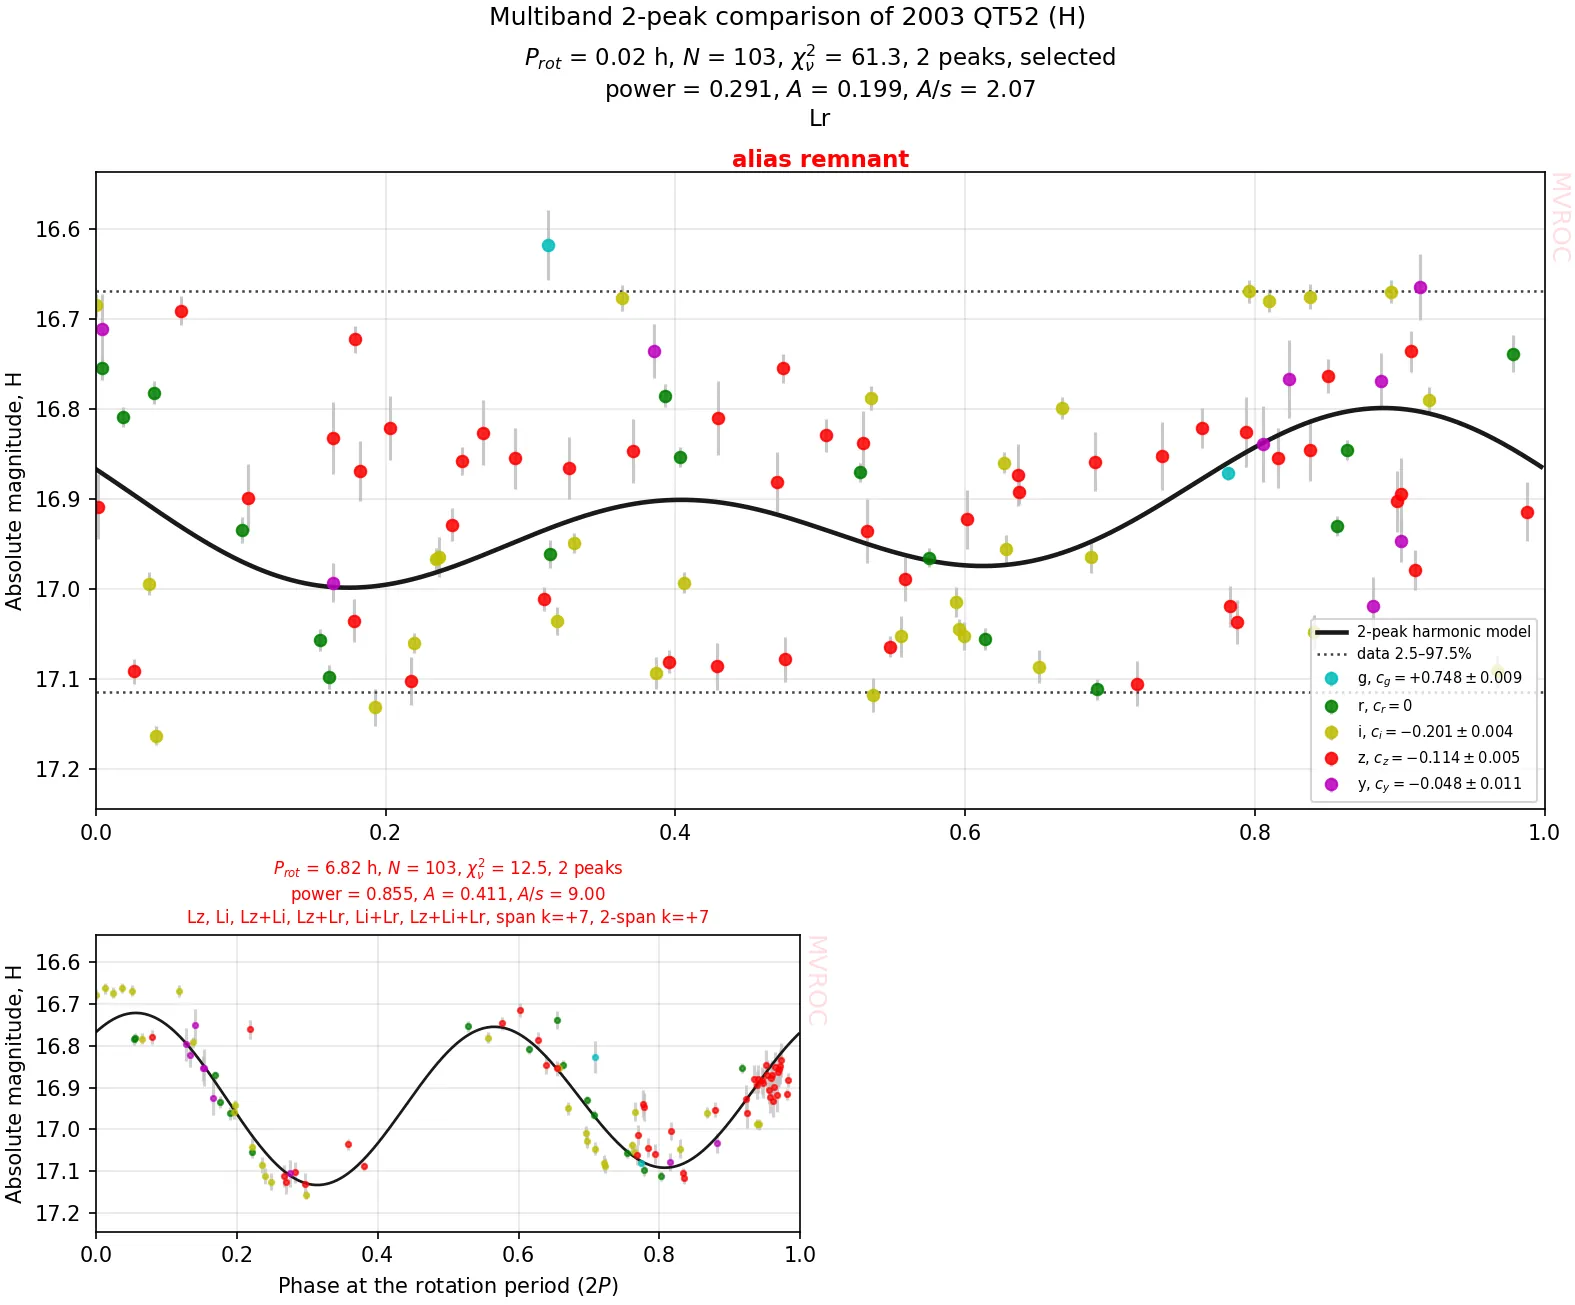 Multiband 2-peak comparison of 2003 QT52 (H)
P_rot = 0.02 h, N = 103, χ²_ν = 61.3, 2 peaks, selected
power = 0.291, A = 0.199, A/s = 2.07
Lr
alias remnant
MVROC
Absolute magnitude, H
16.6
16.7
16.8
16.9
17.0
17.1
17.2
2-peak harmonic model
data 2.5–97.5%
g, c_g = +0.748 ± 0.009
r, c_r = 0
i, c_i = −0.201 ± 0.004
z, c_z = −0.114 ± 0.005
y, c_y = −0.048 ± 0.011
0.0 0.2 0.4 0.6 0.8 1.0
P_rot = 6.82 h, N = 103, χ²_ν = 12.5, 2 peaks
power = 0.855, A = 0.411, A/s = 9.00
Lz, Li, Lz+Li, Lz+Lr, Li+Lr, Lz+Li+Lr, span k=+7, 2-span k=+7
MVROC
Absolute magnitude, H
16.6
16.7
16.8
16.9
17.0
17.1
17.2
0.0 0.2 0.4 0.6 0.8 1.0
Phase at the rotation period (2P)